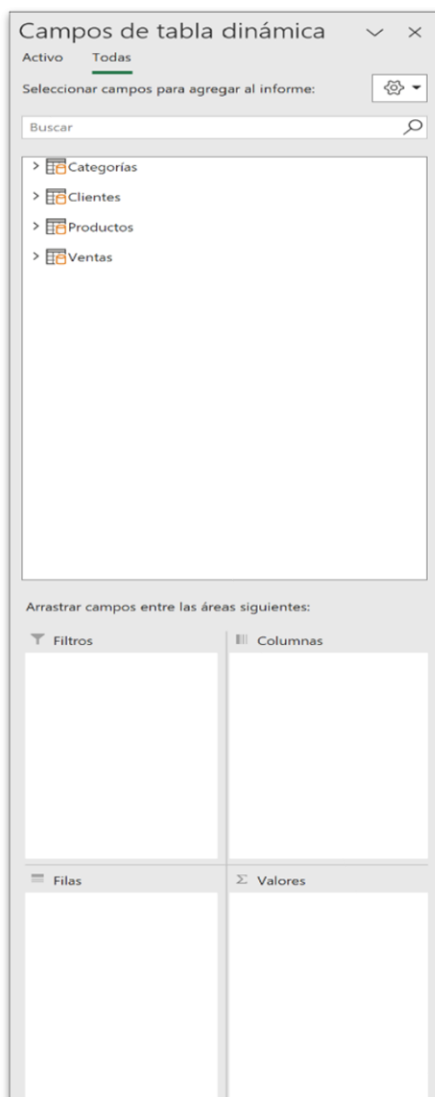 Campos de tabla dinámica
Activo Todas
Seleccionar campos para agregar al informe:
Buscar
Categorías
Clientes
Productos
Ventas
Arrastrar campos entre las áreas siguientes:
Filtros
Columnas
Filas
Σ Valores